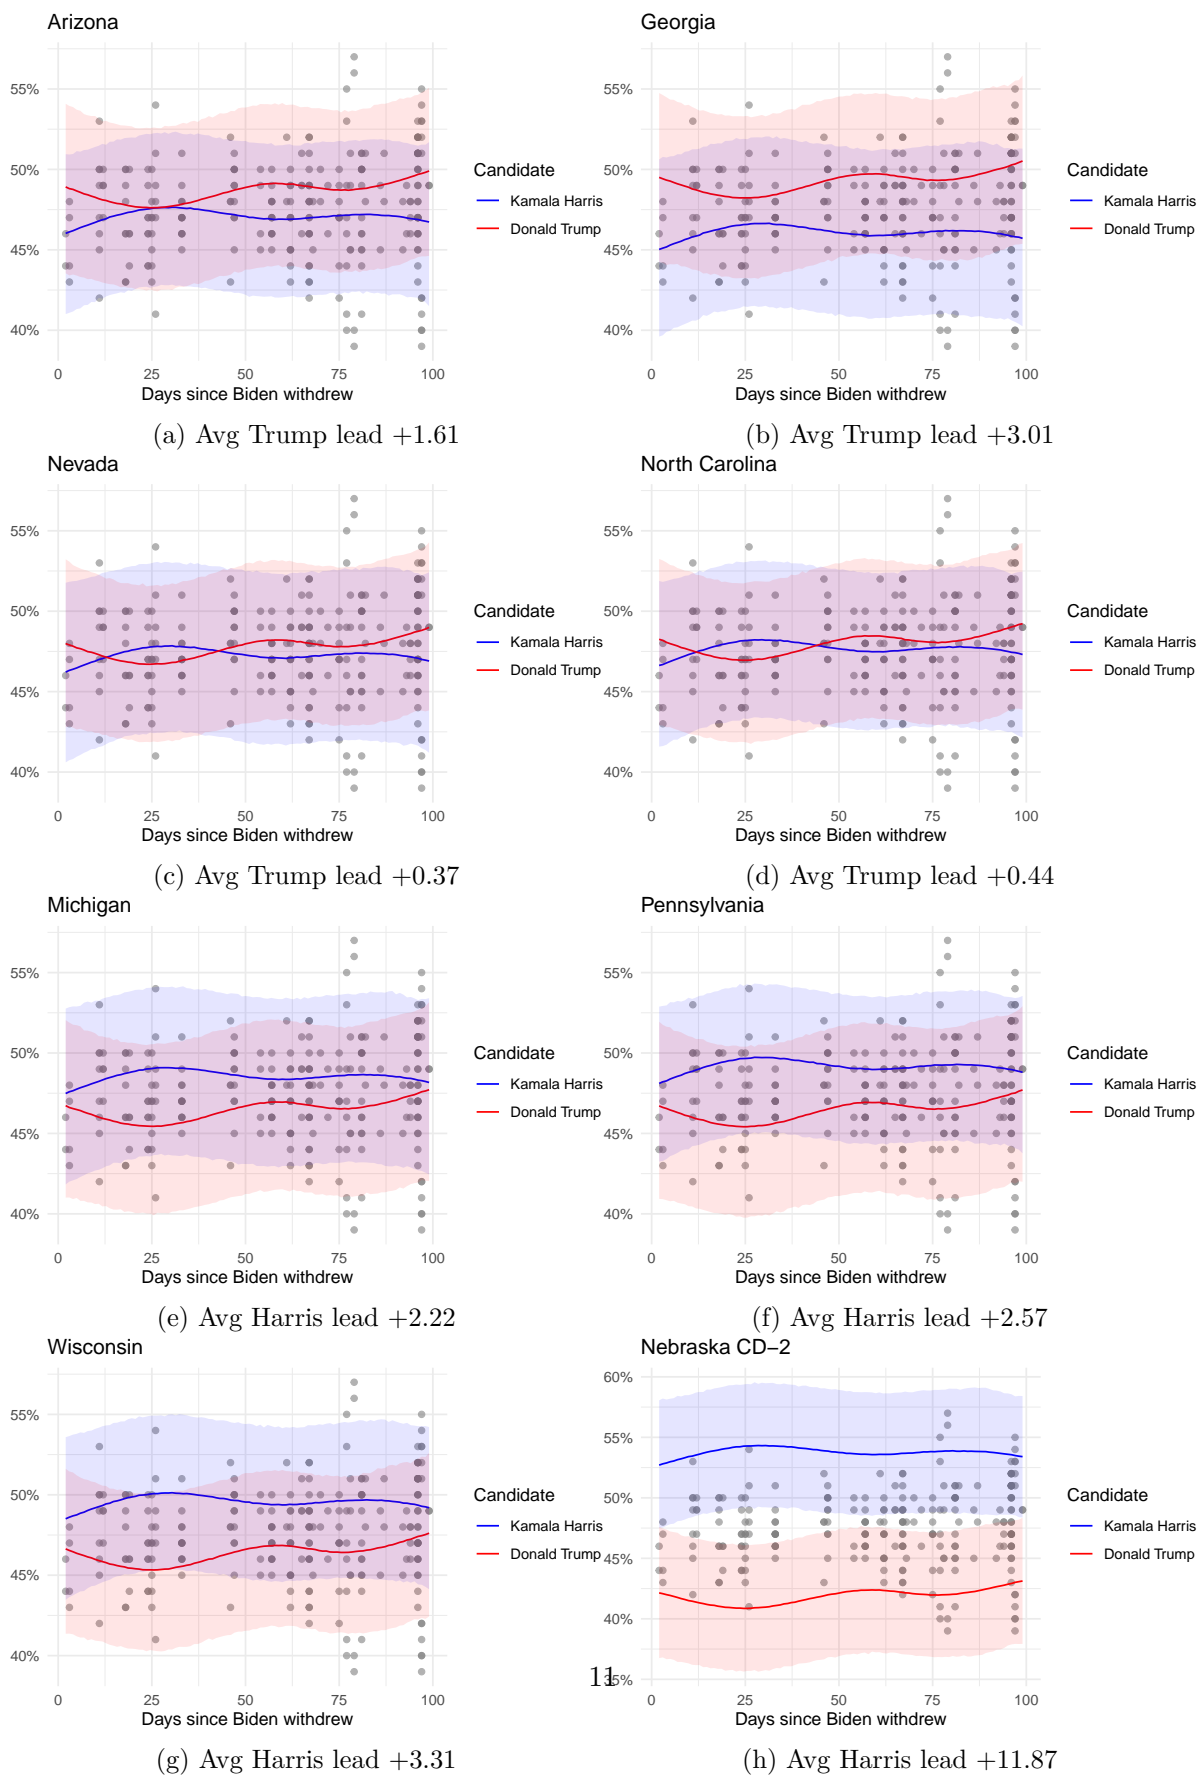 Arizona
55%
50%
45%
40%
0 25 50 75 100
Days since Biden withdrew
Candidate
Kamala Harris
Donald Trump
(a) Avg Trump lead +1.61
Georgia
55%
50%
45%
40%
0 25 50 75 100
Days since Biden withdrew
Candidate
Kamala Harris
Donald Trump
(b) Avg Trump lead +3.01
Nevada
55%
50%
45%
40%
0 25 50 75 100
Days since Biden withdrew
Candidate
Kamala Harris
Donald Trump
(c) Avg Trump lead +0.37
North Carolina
55%
50%
45%
40%
0 25 50 75 100
Days since Biden withdrew
Candidate
Kamala Harris
Donald Trump
(d) Avg Trump lead +0.44
Michigan
55%
50%
45%
40%
0 25 50 75 100
Days since Biden withdrew
Candidate
Kamala Harris
Donald Trump
(e) Avg Harris lead +2.22
Pennsylvania
55%
50%
45%
40%
0 25 50 75 100
Days since Biden withdrew
Candidate
Kamala Harris
Donald Trump
(f) Avg Harris lead +2.57
Wisconsin
55%
50%
45%
40%
0 25 50 75 100
Days since Biden withdrew
Candidate
Kamala Harris
Donald Trump
(g) Avg Harris lead +3.31
Nebraska CD−2
60%
55%
50%
45%
40%
35%
0 25 50 75 100
Days since Biden withdrew
Candidate
Kamala Harris
Donald Trump
(h) Avg Harris lead +11.87
11